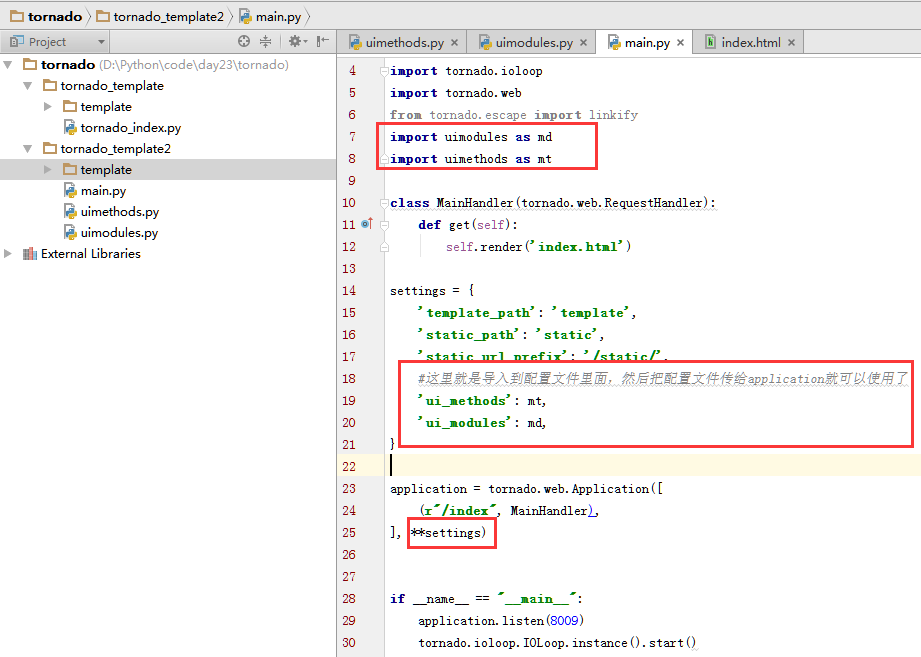 tornado tornado_template2 main.py
Project
uimethods.py × uimodules.py × main.py × index.html ×
tornado (D:\Python\code\day23\tornado)
tornado_template
template
tornado_index.py
tornado_template2
template
main.py
uimethods.py
uimodules.py
External Libraries
4 import tornado.ioloop
5 import tornado.web
6 from tornado.escape import linkify
7 import uimodules as md
8 import uimethods as mt
9
10 class MainHandler(tornado.web.RequestHandler):
11 def get(self):
12 self.render('index.html')
13
14 settings = {
15 'template_path': 'template',
16 'static_path': 'static',
17 'static_url_prefix': '/static/',
18 #这里就是导入到配置文件里面，然后把配置文件传给application就可以使用了
19 'ui_methods': mt,
20 'ui_modules': md,
21 }
22
23 application = tornado.web.Application([
24 (r"/index", MainHandler),
25 ], **settings)
26
27
28 if __name__ == "__main__":
29 application.listen(8009)
30 tornado.ioloop.IOLoop.instance().start()